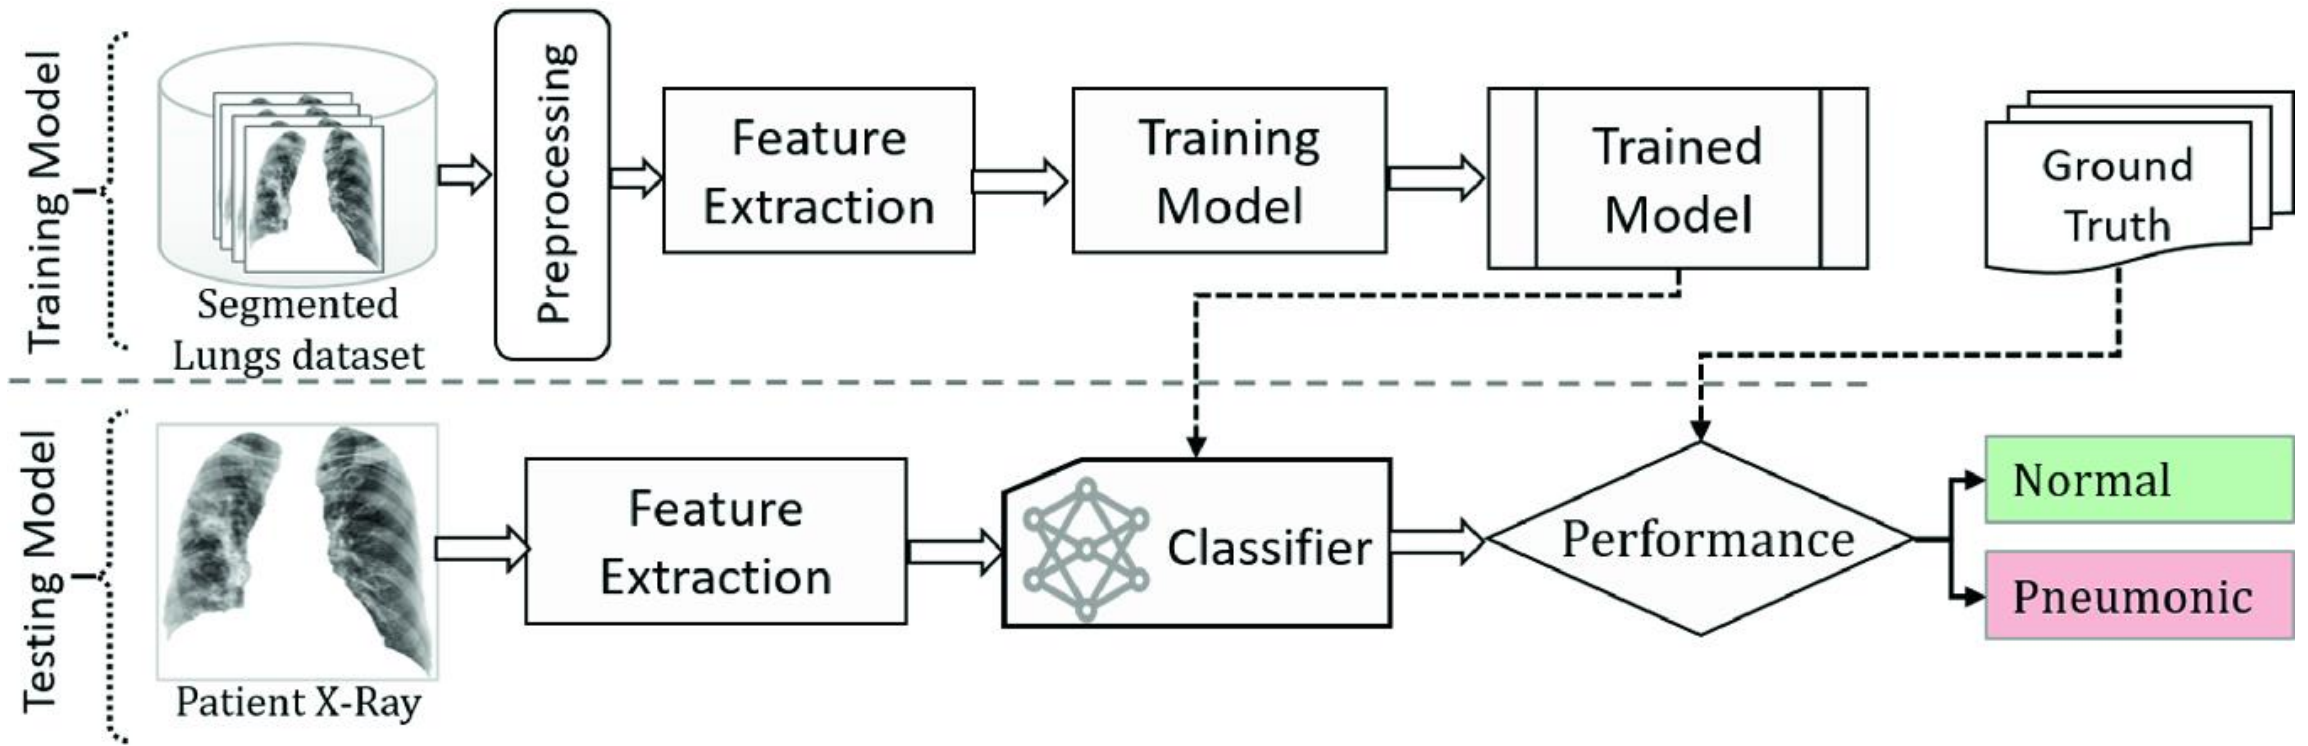 Training Model
Segmented
Lungs dataset
Preprocessing
Feature
Extraction
Training
Model
Trained
Model
Ground
Truth
Testing Model
Patient X-Ray
Feature
Extraction
Classifier
Performance
Normal
Pneumonic